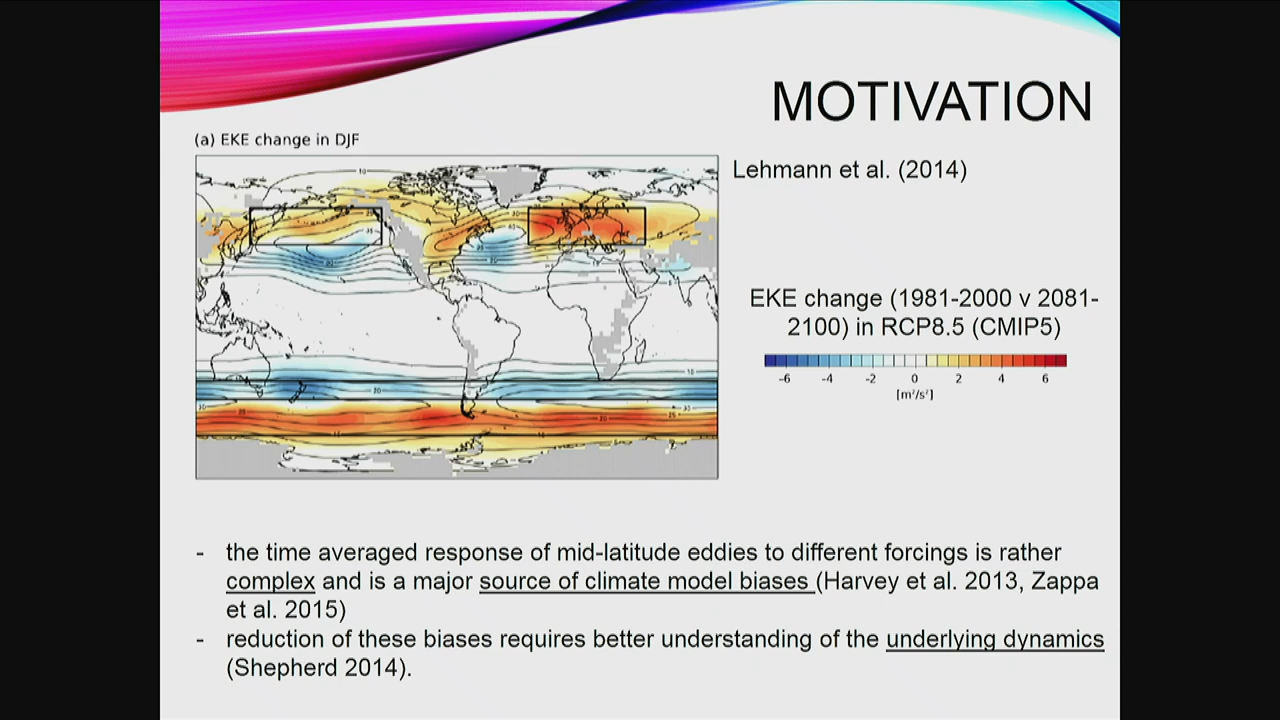 MOTIVATION
(a) EKE change in DJF
Lehmann et al. (2014)
EKE change (1981-2000 v 2081-
2100) in RCP8.5 (CMIP5)
-6 -4 -2 0 2 4 6
[m²/s²]
- the time averaged response of mid-latitude eddies to different forcings is rather
complex and is a major source of climate model biases (Harvey et al. 2013, Zappa
et al. 2015)
- reduction of these biases requires better understanding of the underlying dynamics
(Shepherd 2014).